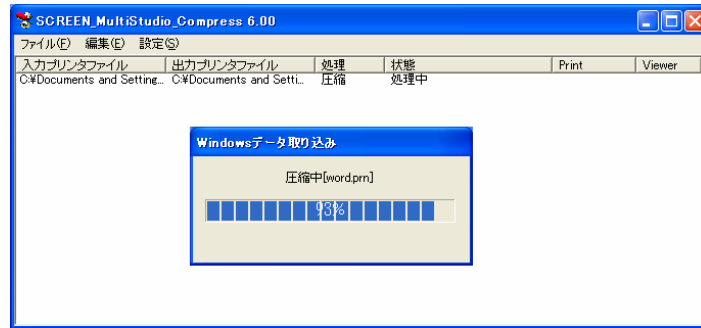 SCREEN_MultiStudio_Compress 6.00
ファイル(F) 編集(E) 設定(S)
入力プリンタファイル 出力プリンタファイル 処理 状態 Print Viewer
C:¥Documents and Setting... C:¥Documents and Setti... 圧縮 処理中
Windowsデータ取り込み
圧縮中[word.prn]
93%